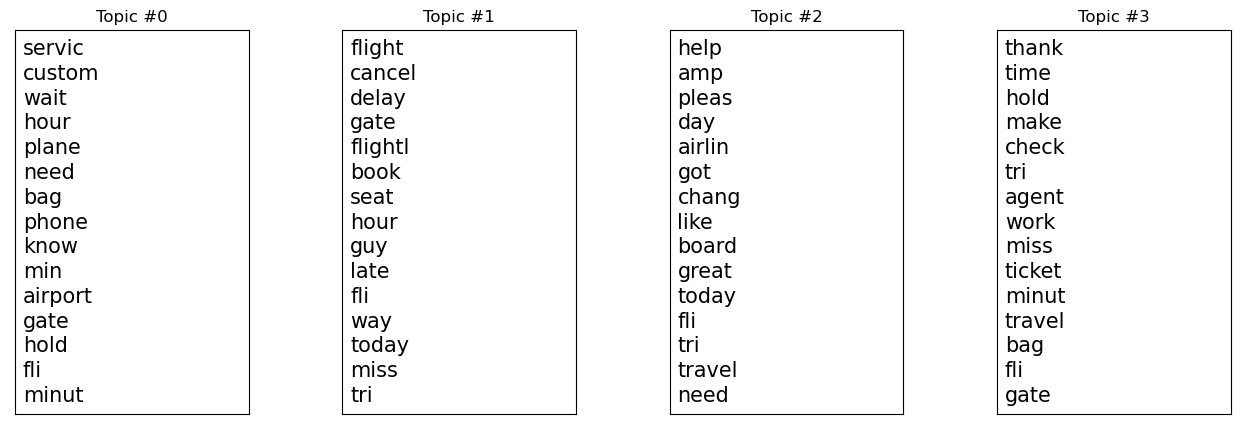 Topic #0
servic
custom
wait
hour
plane
need
bag
phone
know
min
airport
gate
hold
fli
minut
Topic #1
flight
cancel
delay
gate
flightl
book
seat
hour
guy
late
fli
way
today
miss
tri
Topic #2
help
amp
pleas
day
airlin
got
chang
like
board
great
today
fli
tri
travel
need
Topic #3
thank
time
hold
make
check
tri
agent
work
miss
ticket
minut
travel
bag
fli
gate